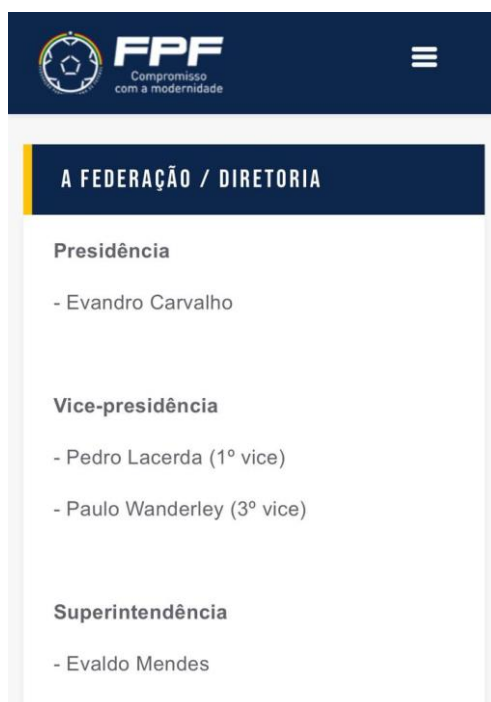 FPF
Compromisso
com a modernidade
A FEDERAÇÃO / DIRETORIA
Presidência
- Evandro Carvalho
Vice-presidência
- Pedro Lacerda (1º vice)
- Paulo Wanderley (3º vice)
Superintendência
- Evaldo Mendes